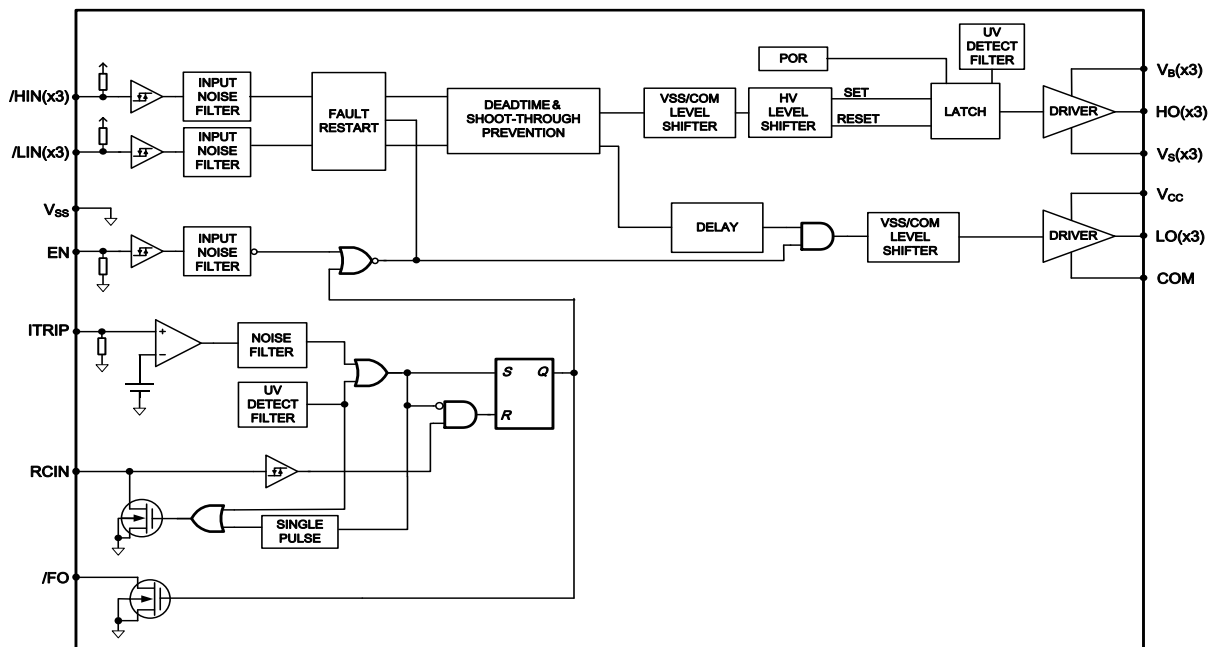 /HIN(x3)
/LIN(x3)
VSS
EN
ITRIP
RCIN
/FO
INPUT
NOISE
FILTER
INPUT
NOISE
FILTER
INPUT
NOISE
FILTER
FAULT
RESTART
DEADTIME &
SHOOT-THROUGH
PREVENTION
VSS/COM
LEVEL
SHIFTER
HV
LEVEL
SHIFTER
SET
RESET
POR
UV
DETECT
FILTER
LATCH
DRIVER
VB(x3)
HO(x3)
VS(x3)
DELAY
VSS/COM
LEVEL
SHIFTER
DRIVER
VCC
LO(x3)
COM
+
−
NOISE
FILTER
UV
DETECT
FILTER
S Q
R
SINGLE
PULSE